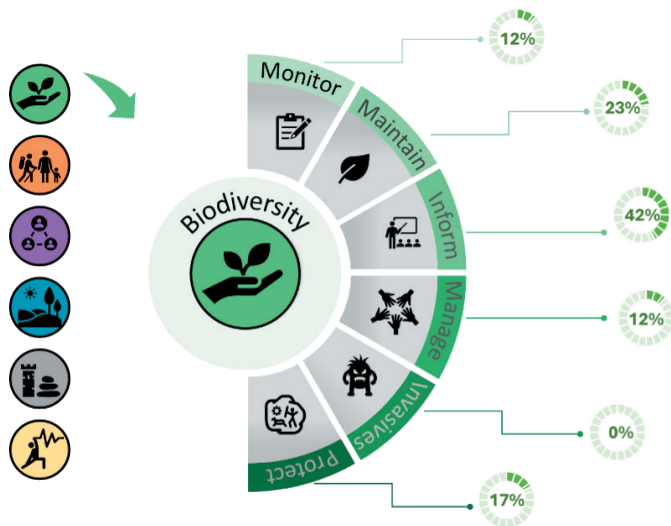 12%
Monitor
23%
Maintain
Biodiversity
Inform
42%
Manage
12%
Invasives
0%
Protect
17%